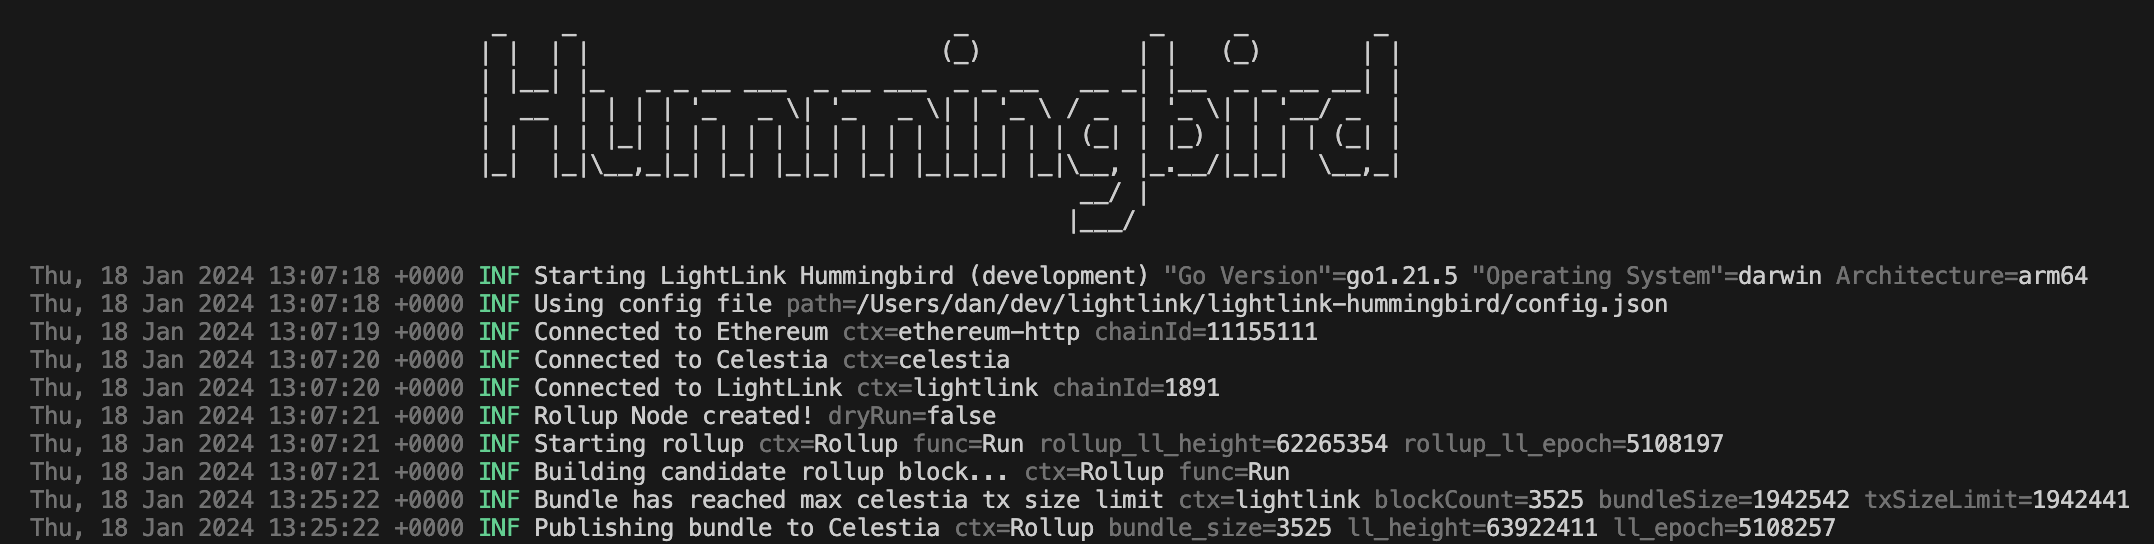 Hummingbird
Thu, 18 Jan 2024 13:07:18 +0000 INF Starting LightLink Hummingbird (development) "Go Version"=go1.21.5 "Operating System"=darwin Architecture=arm64
Thu, 18 Jan 2024 13:07:18 +0000 INF Using config file path=/Users/dan/dev/lightlink/lightlink-hummingbird/config.json
Thu, 18 Jan 2024 13:07:19 +0000 INF Connected to Ethereum ctx=ethereum-http chainId=11155111
Thu, 18 Jan 2024 13:07:20 +0000 INF Connected to Celestia ctx=celestia
Thu, 18 Jan 2024 13:07:20 +0000 INF Connected to LightLink ctx=lightlink chainId=1891
Thu, 18 Jan 2024 13:07:21 +0000 INF Rollup Node created! dryRun=false
Thu, 18 Jan 2024 13:07:21 +0000 INF Starting rollup ctx=Rollup func=Run rollup_ll_height=62265354 rollup_ll_epoch=5108197
Thu, 18 Jan 2024 13:07:21 +0000 INF Building candidate rollup block... ctx=Rollup func=Run
Thu, 18 Jan 2024 13:25:22 +0000 INF Bundle has reached max celestia tx size limit ctx=lightlink blockCount=3525 bundleSize=1942542 txSizeLimit=1942441
Thu, 18 Jan 2024 13:25:22 +0000 INF Publishing bundle to Celestia ctx=Rollup bundle_size=3525 ll_height=63922411 ll_epoch=5108257